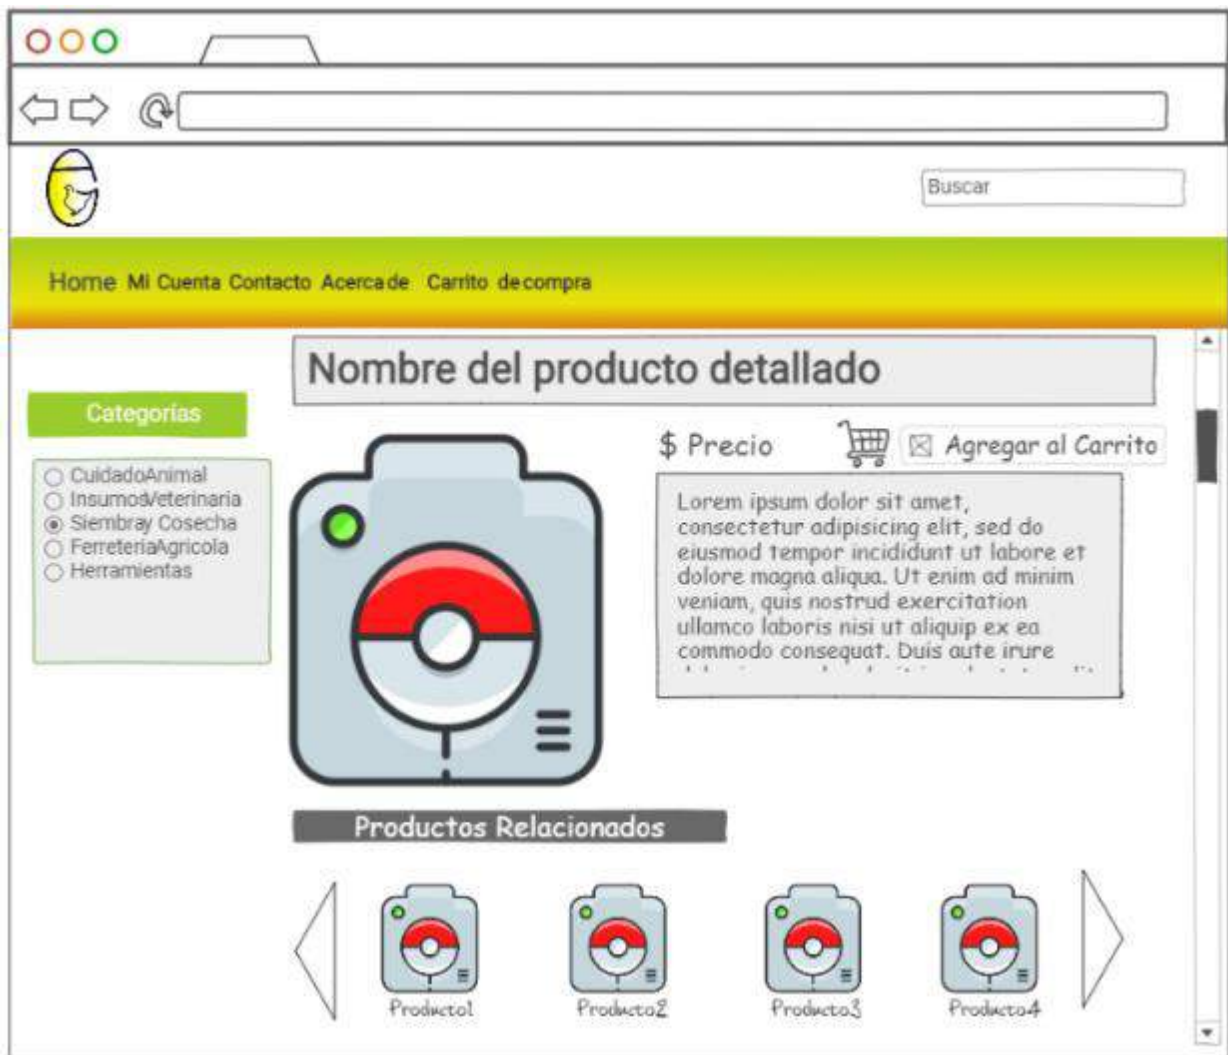 Buscar
Home Mi Cuenta Contacto Acerca de Carrito de compra
Nombre del producto detallado
Categorías
CuidadoAnimal
InsumosVeterinaria
Siembray Cosecha
FerreteriaAgricola
Herramientas
$ Precio
Agregar al Carrito
Lorem ipsum dolor sit amet,
consectetur adipisicing elit, sed do
eiusmod tempor incididunt ut labore et
dolore magna aliqua. Ut enim ad minim
veniam, quis nostrud exercitation
ullamco laboris nisi ut aliquip ex ea
commodo consequat. Duis aute irure
Productos Relacionados
Producto1
Producto2
Producto3
Producto4